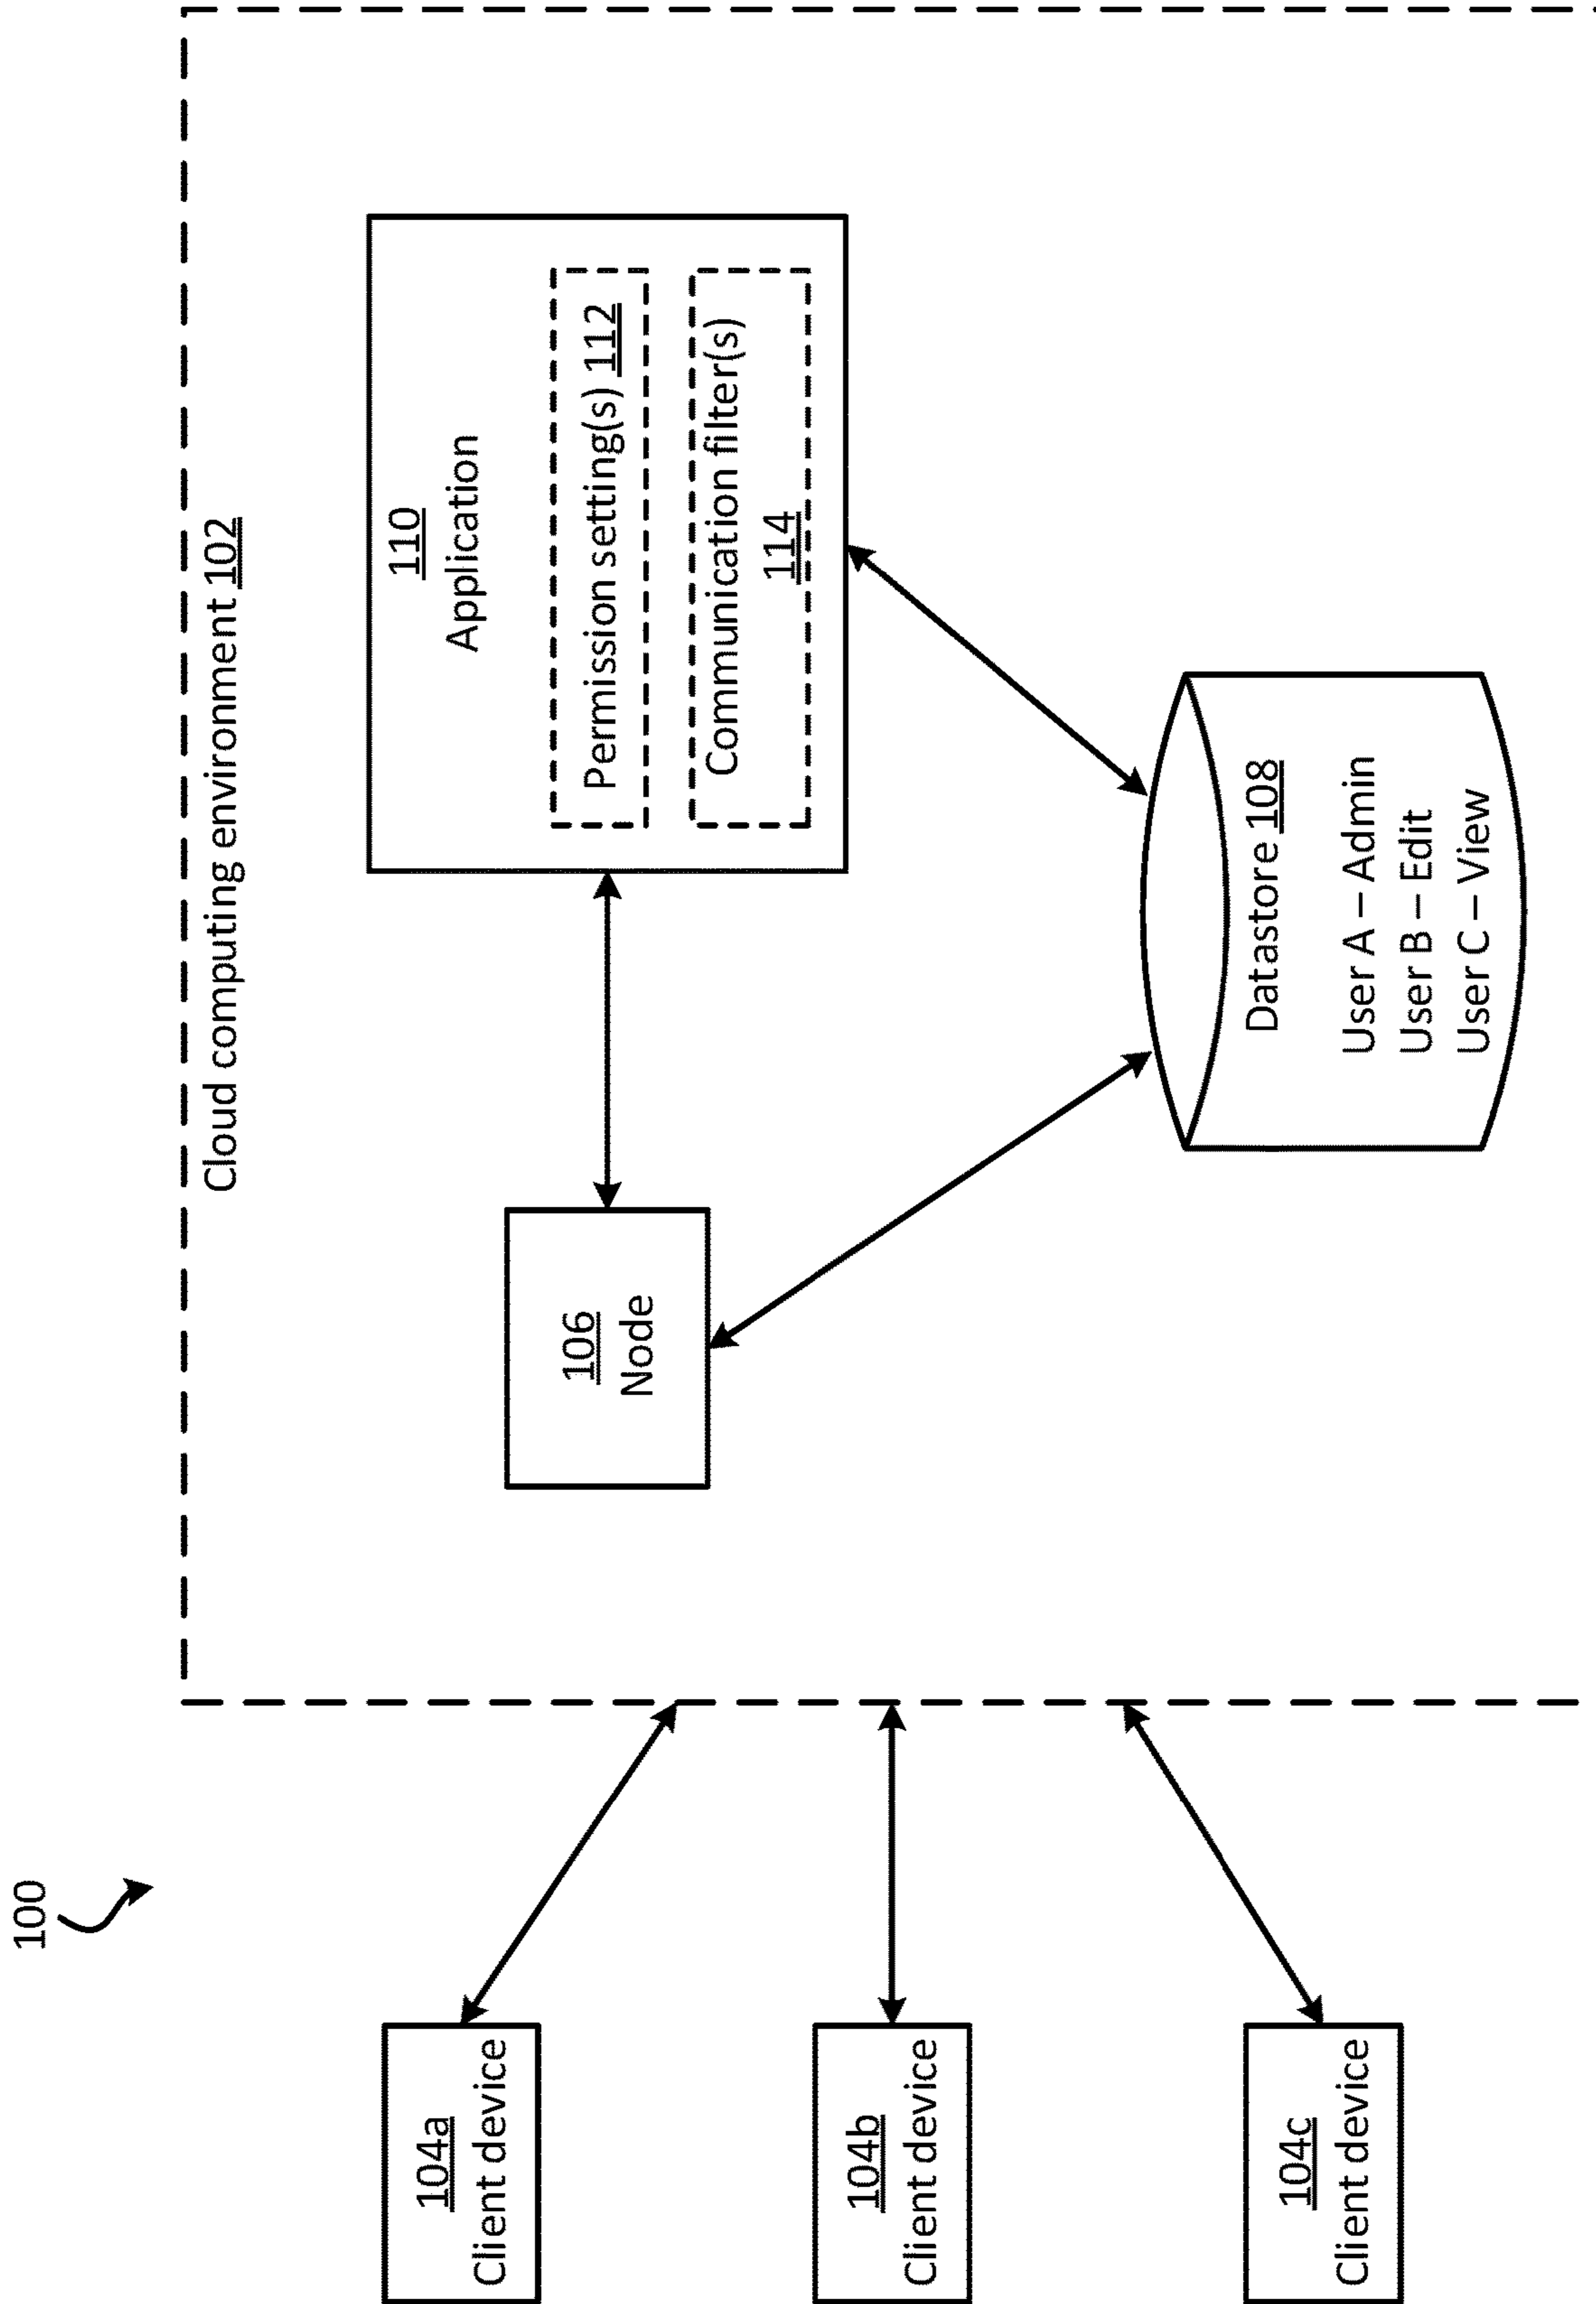 100
Cloud computing environment 102
104a
Client device
104b
Client device
104c
Client device
106
Node
110
Application
Permission setting(s) 112
Communication filter(s)
114
Datastore 108
User A – Admin
User B – Edit
User C – View